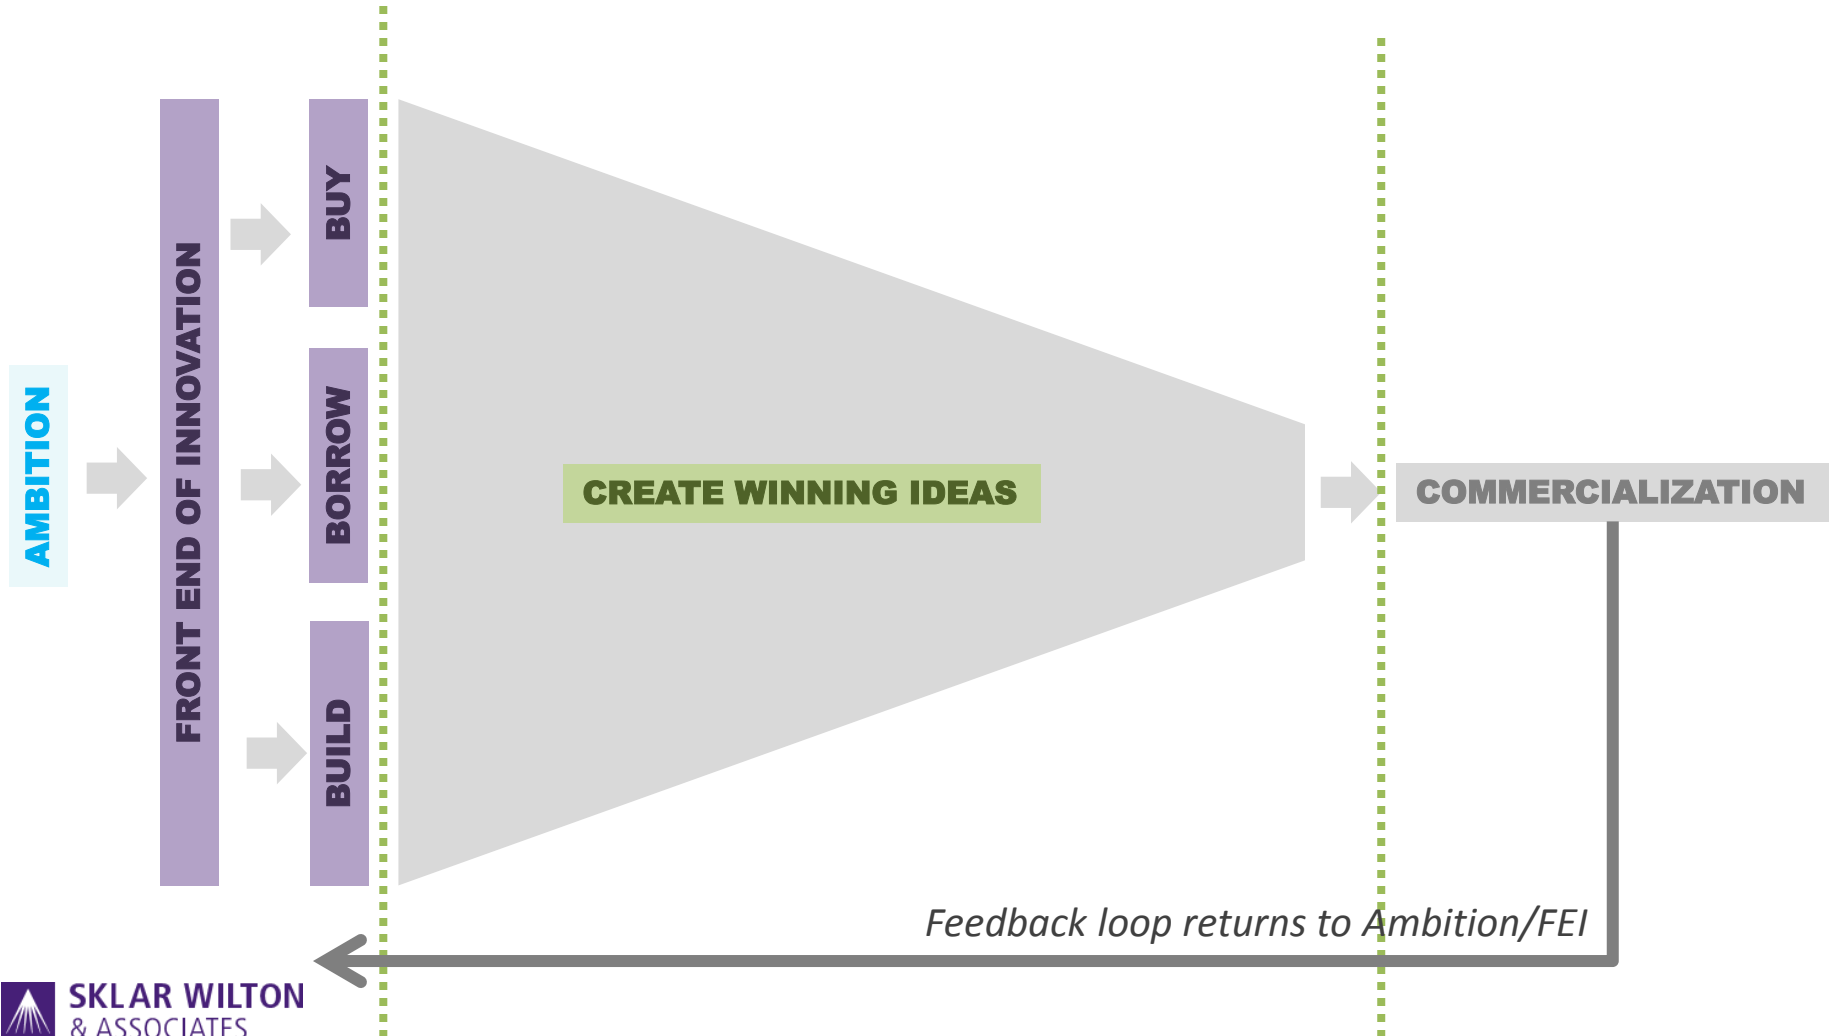 AMBITION
FRONT END OF INNOVATION
BUY
BORROW
BUILD
CREATE WINNING IDEAS
COMMERCIALIZATION
Feedback loop returns to Ambition/FEI
SKLAR WILTON
& ASSOCIATES